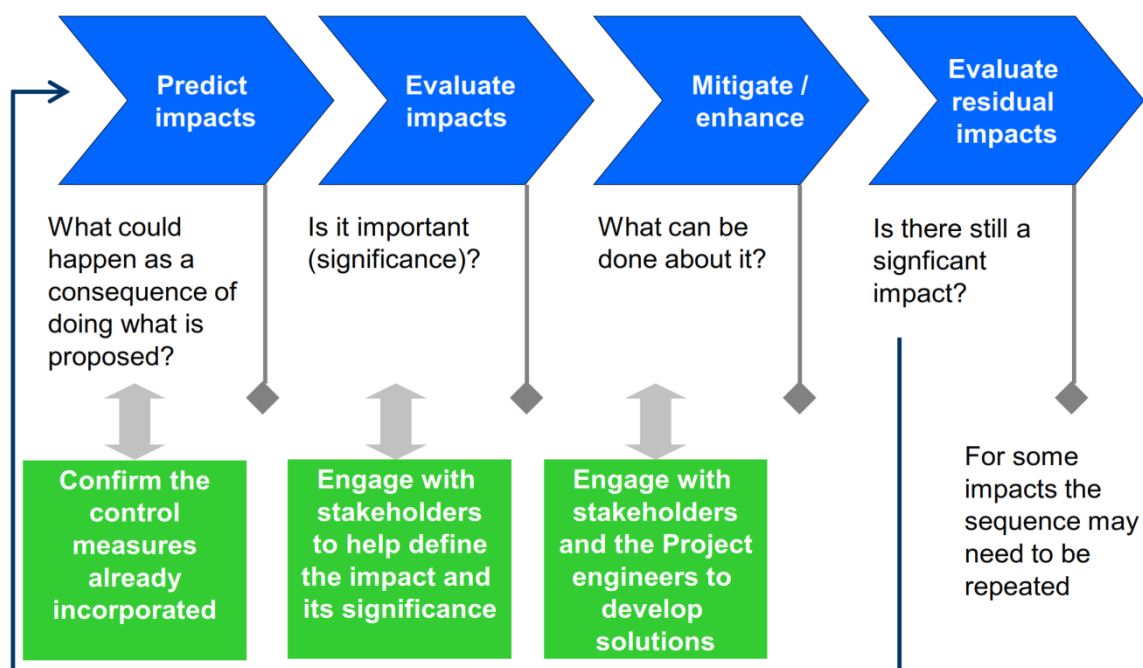 Predict
impacts
Evaluate
impacts
Mitigate /
enhance
Evaluate
residual
impacts
What could
happen as a
consequence of
doing what is
proposed?
Is it important
(significance)?
What can be
done about it?
Is there still a
signficant
impact?
Confirm the
control
measures
already
incorporated
Engage with
stakeholders
to help define
the impact and
its significance
Engage with
stakeholders
and the Project
engineers to
develop
solutions
For some
impacts the
sequence may
need to be
repeated